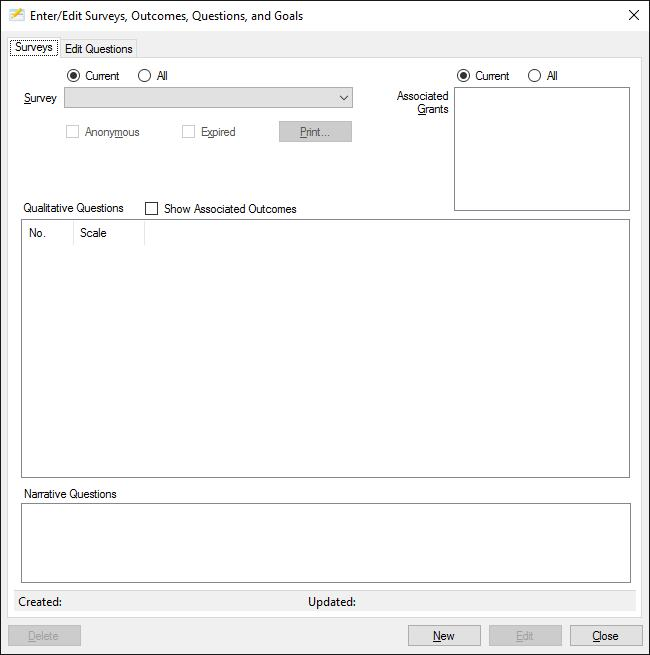 Enter/Edit Surveys, Outcomes, Questions, and Goals
Surveys Edit Questions
Current All Current All
Survey Associated Grants
Anonymous Expired Print...
Qualitative Questions Show Associated Outcomes
No. Scale
Narrative Questions
Created: Updated:
Delete New Edit Close